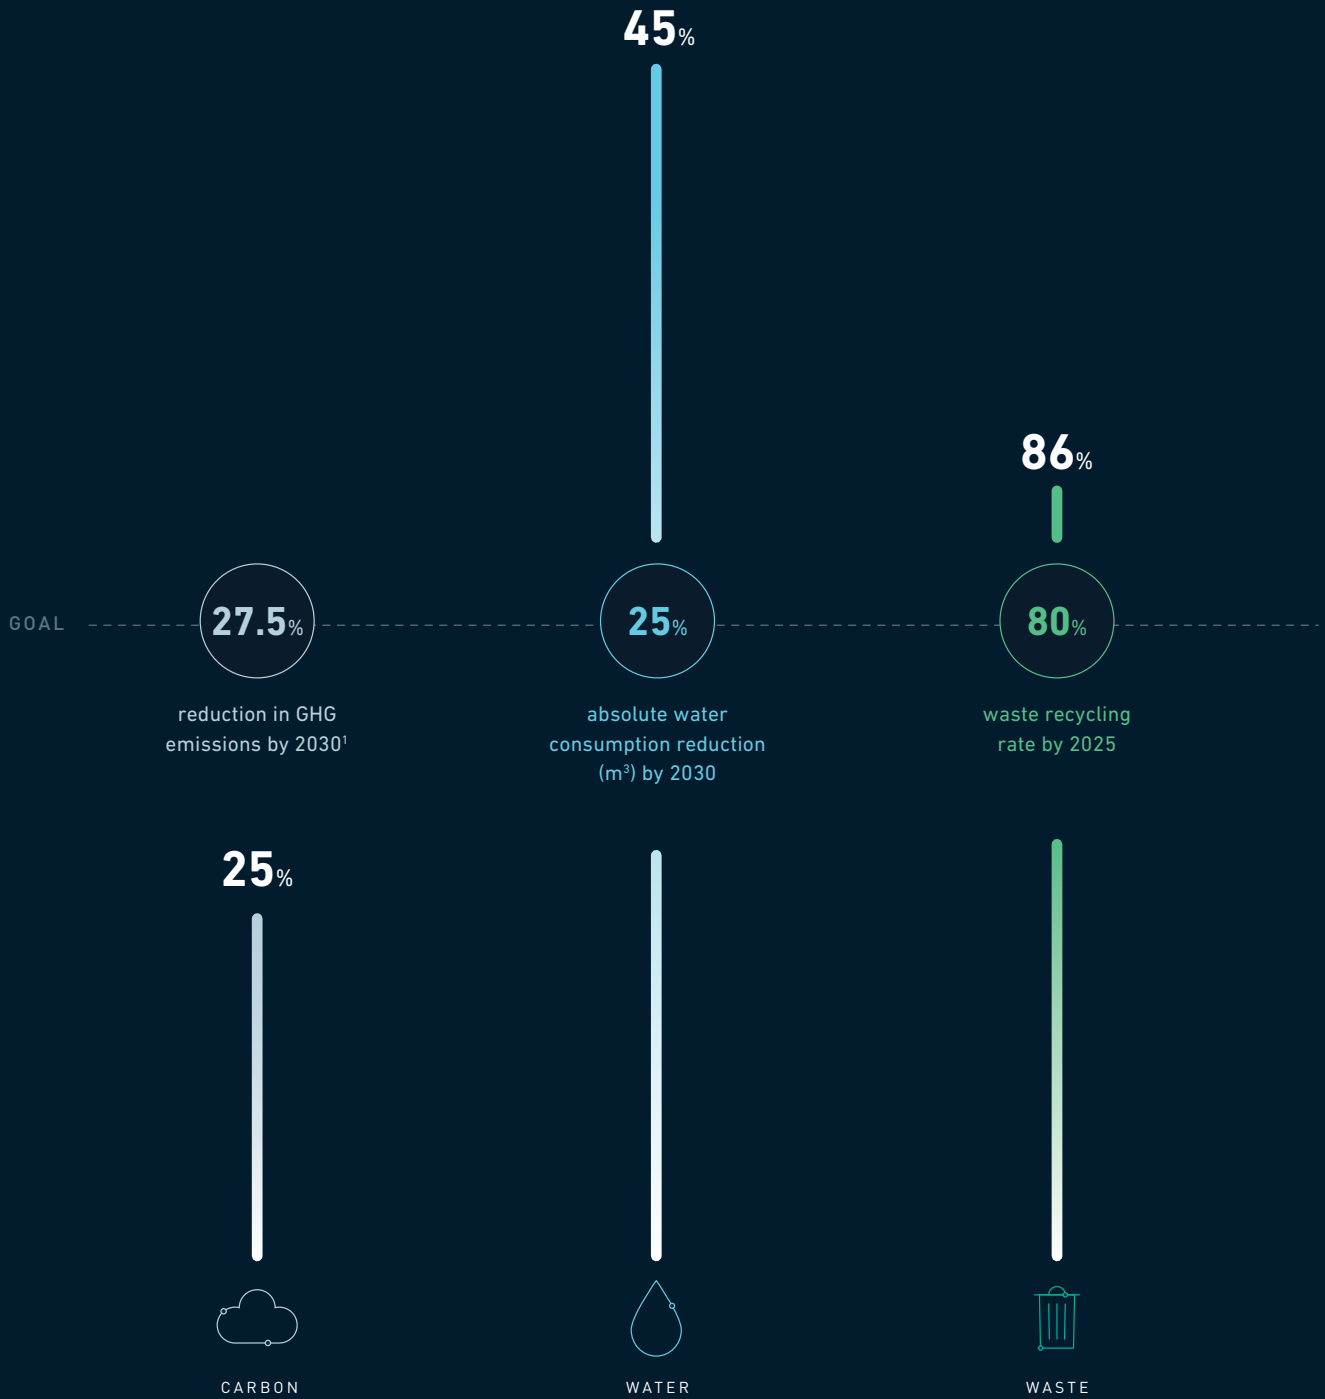 45%
86%
GOAL
27.5%
25%
80%
reduction in GHG
emissions by 2030¹
absolute water
consumption reduction
(m³) by 2030
waste recycling
rate by 2025
25%
CARBON
WATER
WASTE